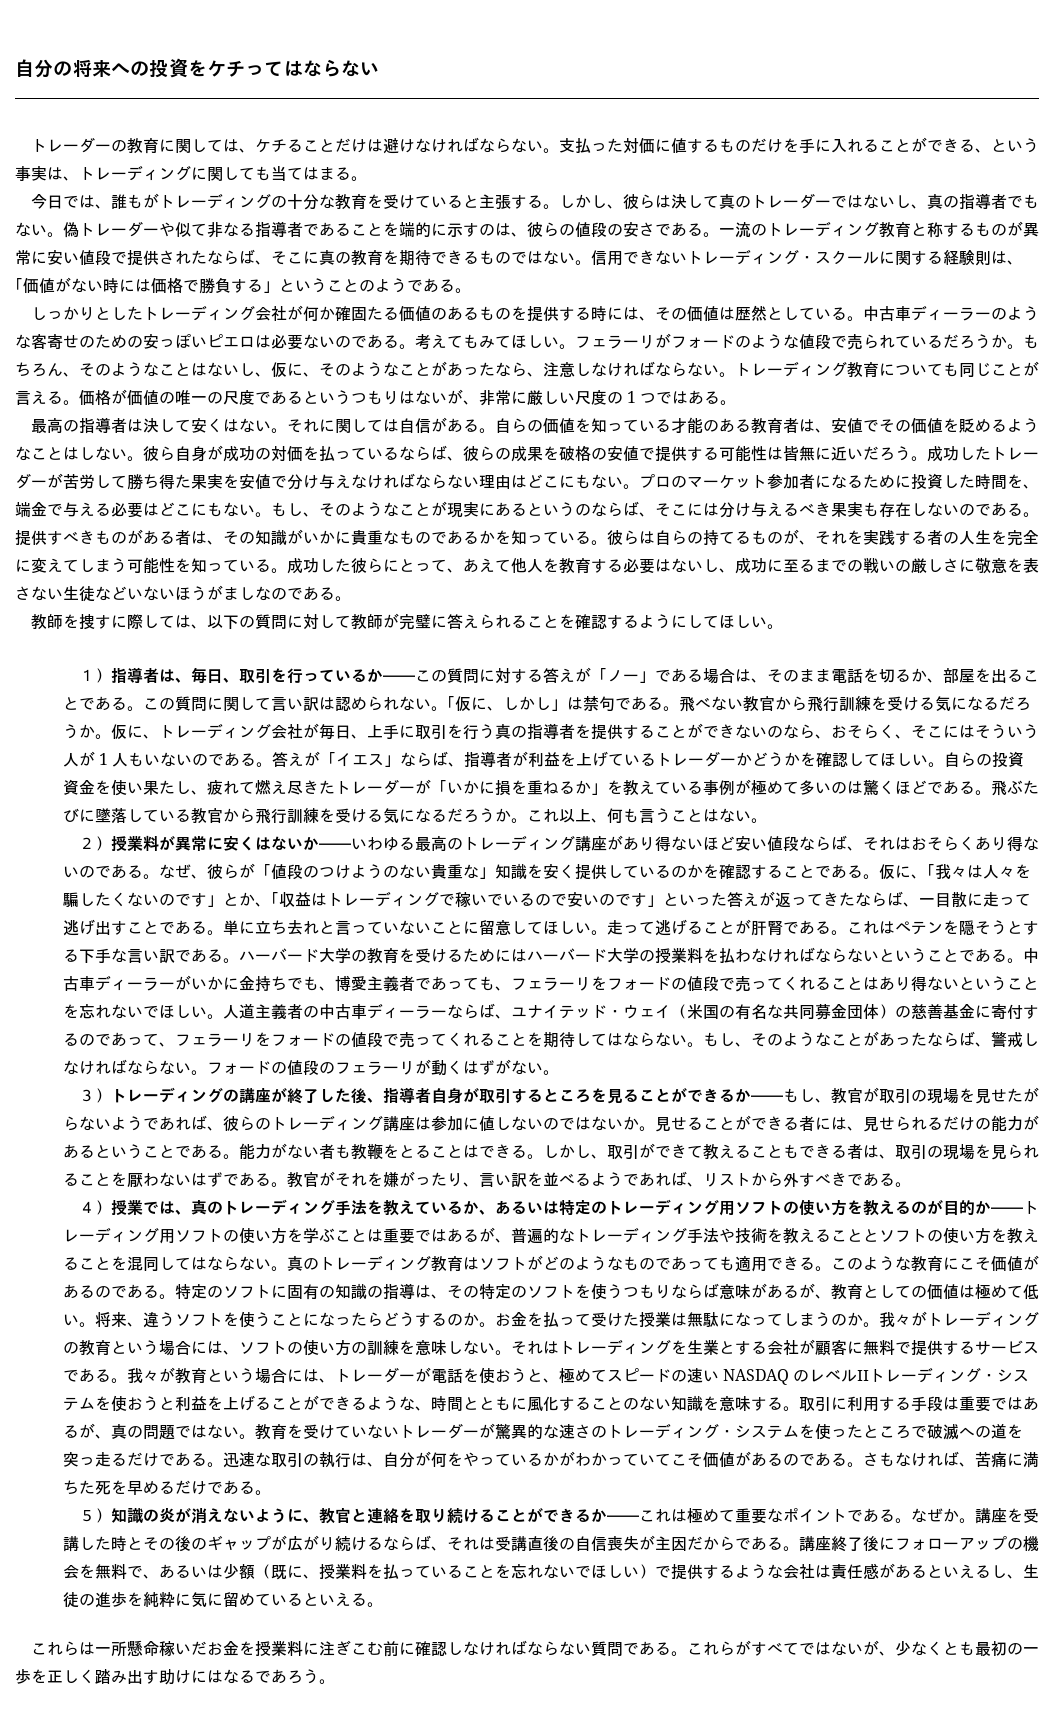 自分の将来への投資をケチってはならない
　トレーダーの教育に関しては、ケチることだけは避けなければならない。支払った対価に値するものだけを手に入れることができる、という
事実は、トレーディングに関しても当てはまる。
　今日では、誰もがトレーディングの十分な教育を受けていると主張する。しかし、彼らは決して真のトレーダーではないし、真の指導者でも
ない。偽トレーダーや似て非なる指導者であることを端的に示すのは、彼らの値段の安さである。一流のトレーディング教育と称するものが異
常に安い値段で提供されたならば、そこに真の教育を期待できるものではない。信用できないトレーディング・スクールに関する経験則は、
「価値がない時には価格で勝負する」ということのようである。
　しっかりとしたトレーディング会社が何か確固たる価値のあるものを提供する時には、その価値は歴然としている。中古車ディーラーのよう
な客寄せのための安っぽいピエロは必要ないのである。考えてもみてほしい。フェラーリがフォードのような値段で売られているだろうか。も
ちろん、そのようなことはないし、仮に、そのようなことがあったなら、注意しなければならない。トレーディング教育についても同じことが
言える。価格が価値の唯一の尺度であるというつもりはないが、非常に厳しい尺度の１つではある。
　最高の指導者は決して安くはない。それに関しては自信がある。自らの価値を知っている才能のある教育者は、安値でその価値を貶めるよう
なことはしない。彼ら自身が成功の対価を払っているならば、彼らの成果を破格の安値で提供する可能性は皆無に近いだろう。成功したトレー
ダーが苦労して勝ち得た果実を安値で分け与えなければならない理由はどこにもない。プロのマーケット参加者になるために投資した時間を、
端金で与える必要はどこにもない。もし、そのようなことが現実にあるというのならば、そこには分け与えるべき果実も存在しないのである。
提供すべきものがある者は、その知識がいかに貴重なものであるかを知っている。彼らは自らの持てるものが、それを実践する者の人生を完全
に変えてしまう可能性を知っている。成功した彼らにとって、あえて他人を教育する必要はないし、成功に至るまでの戦いの厳しさに敬意を表
さない生徒などいないほうがましなのである。
　教師を捜すに際しては、以下の質問に対して教師が完璧に答えられることを確認するようにしてほしい。
　１）指導者は、毎日、取引を行っているか――この質問に対する答えが「ノー」である場合は、そのまま電話を切るか、部屋を出るこ
とである。この質問に関して言い訳は認められない。「仮に、しかし」は禁句である。飛べない教官から飛行訓練を受ける気になるだろ
うか。仮に、トレーディング会社が毎日、上手に取引を行う真の指導者を提供することができないのなら、おそらく、そこにはそういう
人が１人もいないのである。答えが「イエス」ならば、指導者が利益を上げているトレーダーかどうかを確認してほしい。自らの投資
資金を使い果たし、疲れて燃え尽きたトレーダーが「いかに損を重ねるか」を教えている事例が極めて多いのは驚くほどである。飛ぶた
びに墜落している教官から飛行訓練を受ける気になるだろうか。これ以上、何も言うことはない。
　２）授業料が異常に安くはないか――いわゆる最高のトレーディング講座があり得ないほど安い値段ならば、それはおそらくあり得な
いのである。なぜ、彼らが「値段のつけようのない貴重な」知識を安く提供しているのかを確認することである。仮に、「我々は人々を
騙したくないのです」とか、「収益はトレーディングで稼いでいるので安いのです」といった答えが返ってきたならば、一目散に走って
逃げ出すことである。単に立ち去れと言っていないことに留意してほしい。走って逃げることが肝腎である。これはペテンを隠そうとす
る下手な言い訳である。ハーバード大学の教育を受けるためにはハーバード大学の授業料を払わなければならないということである。中
古車ディーラーがいかに金持ちでも、博愛主義者であっても、フェラーリをフォードの値段で売ってくれることはあり得ないということ
を忘れないでほしい。人道主義者の中古車ディーラーならば、ユナイテッド・ウェイ（米国の有名な共同募金団体）の慈善基金に寄付す
るのであって、フェラーリをフォードの値段で売ってくれることを期待してはならない。もし、そのようなことがあったならば、警戒し
なければならない。フォードの値段のフェラーリが動くはずがない。
　３）トレーディングの講座が終了した後、指導者自身が取引するところを見ることができるか――もし、教官が取引の現場を見せたが
らないようであれば、彼らのトレーディング講座は参加に値しないのではないか。見せることができる者には、見せられるだけの能力が
あるということである。能力がない者も教鞭をとることはできる。しかし、取引ができて教えることもできる者は、取引の現場を見られ
ることを厭わないはずである。教官がそれを嫌がったり、言い訳を並べるようであれば、リストから外すべきである。
　４）授業では、真のトレーディング手法を教えているか、あるいは特定のトレーディング用ソフトの使い方を教えるのが目的か――ト
レーディング用ソフトの使い方を学ぶことは重要ではあるが、普遍的なトレーディング手法や技術を教えることとソフトの使い方を教え
ることを混同してはならない。真のトレーディング教育はソフトがどのようなものであっても適用できる。このような教育にこそ価値が
あるのである。特定のソフトに固有の知識の指導は、その特定のソフトを使うつもりならば意味があるが、教育としての価値は極めて低
い。将来、違うソフトを使うことになったらどうするのか。お金を払って受けた授業は無駄になってしまうのか。我々がトレーディング
の教育という場合には、ソフトの使い方の訓練を意味しない。それはトレーディングを生業とする会社が顧客に無料で提供するサービス
である。我々が教育という場合には、トレーダーが電話を使おうと、極めてスピードの速い NASDAQ のレベルⅡトレーディング・シス
テムを使おうと利益を上げることができるような、時間とともに風化することのない知識を意味する。取引に利用する手段は重要ではあ
るが、真の問題ではない。教育を受けていないトレーダーが驚異的な速さのトレーディング・システムを使ったところで破滅への道を
突っ走るだけである。迅速な取引の執行は、自分が何をやっているかがわかっていてこそ価値があるのである。さもなければ、苦痛に満
ちた死を早めるだけである。
　５）知識の炎が消えないように、教官と連絡を取り続けることができるか――これは極めて重要なポイントである。なぜか。講座を受
講した時とその後のギャップが広がり続けるならば、それは受講直後の自信喪失が主因だからである。講座終了後にフォローアップの機
会を無料で、あるいは少額（既に、授業料を払っていることを忘れないでほしい）で提供するような会社は責任感があるといえるし、生
徒の進歩を純粋に気に留めているといえる。
　これらは一所懸命稼いだお金を授業料に注ぎこむ前に確認しなければならない質問である。これらがすべてではないが、少なくとも最初の一
歩を正しく踏み出す助けにはなるであろう。